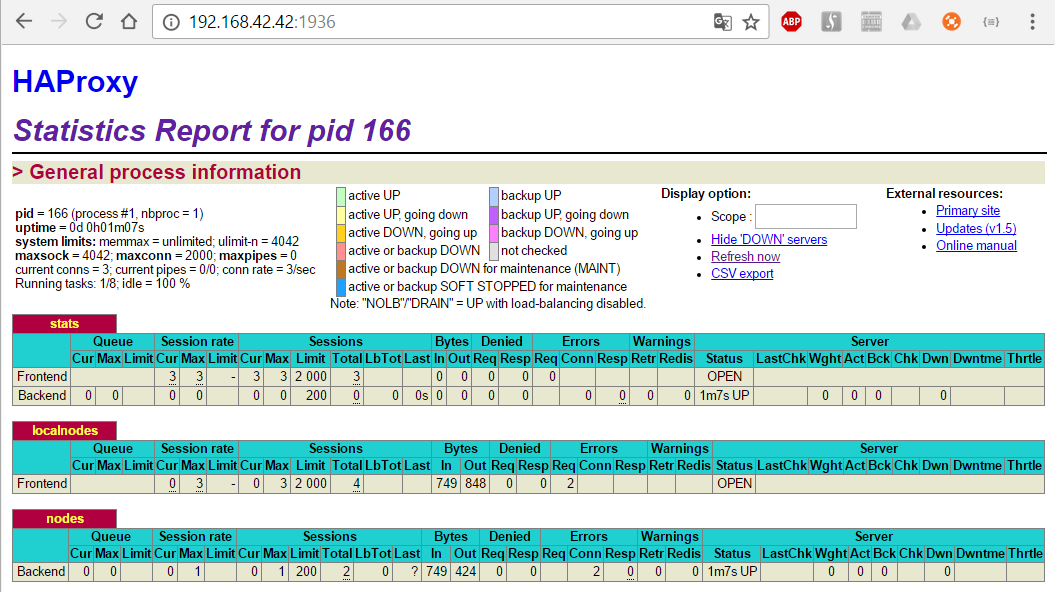 192.168.42.42:1936
ABP
HAProxy
Statistics Report for pid 166
> General process information
pid = 166 (process #1, nbproc = 1)
uptime = 0d 0h01m07s
system limits: memmax = unlimited; ulimit-n = 4042
maxsock = 4042; maxconn = 2000; maxpipes = 0
current conns = 3; current pipes = 0/0; conn rate = 3/sec
Running tasks: 1/8; idle = 100 %
active UP backup UP
active UP, going down backup UP, going down
active DOWN, going up backup DOWN, going up
active or backup DOWN not checked
active or backup DOWN for maintenance (MAINT)
active or backup SOFT STOPPED for maintenance
Note: "NOLB"/"DRAIN" = UP with load-balancing disabled.
Display option:
• Scope :
• Hide 'DOWN' servers
• Refresh now
• CSV export
External resources:
• Primary site
• Updates (v1.5)
• Online manual
stats
Queue Session rate Sessions Bytes Denied Errors Warnings Server
Cur Max Limit Cur Max Limit Cur Max Limit Total LbTot Last In Out Req Resp Req Conn Resp Retr Redis Status LastChk Wght Act Bck Chk Dwn Dwntme Thrtle
Frontend 3 3 - 3 3 2 000 3 0 0 0 0 0 OPEN
Backend 0 0 0 0 0 0 200 0 0 0s 0 0 0 0 0 0 0 0 1m7s UP 0 0 0 0
localnodes
Queue Session rate Sessions Bytes Denied Errors Warnings Server
Cur Max Limit Cur Max Limit Cur Max Limit Total LbTot Last In Out Req Resp Req Conn Resp Retr Redis Status LastChk Wght Act Bck Chk Dwn Dwntme Thrtle
Frontend 0 3 - 0 3 2 000 4 749 848 0 0 2 OPEN
nodes
Queue Session rate Sessions Bytes Denied Errors Warnings Server
Cur Max Limit Cur Max Limit Cur Max Limit Total LbTot Last In Out Req Resp Req Conn Resp Retr Redis Status LastChk Wght Act Bck Chk Dwn Dwntme Thrtle
Backend 0 0 0 1 0 1 200 2 0 ? 749 424 0 0 2 0 0 0 1m7s UP 0 0 0 0